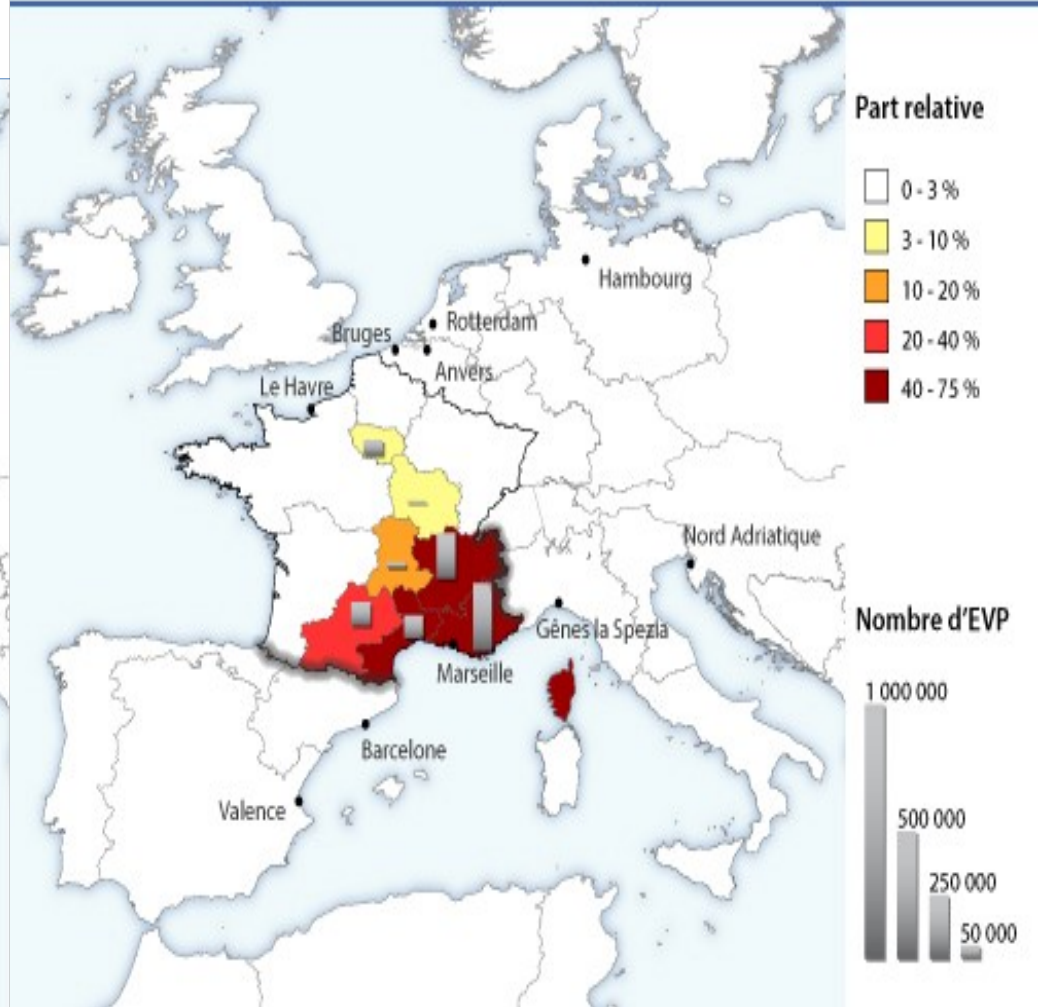 Part relative
0 - 3 %
3 - 10 %
10 - 20 %
20 - 40 %
40 - 75 %
Hambourg
Rotterdam
Bruges
Anvers
Le Havre
Nord Adriatique
Gênes la Spezia
Marseille
Barcelone
Valence
Nombre d'EVP
1 000 000
500 000
250 000
50 000